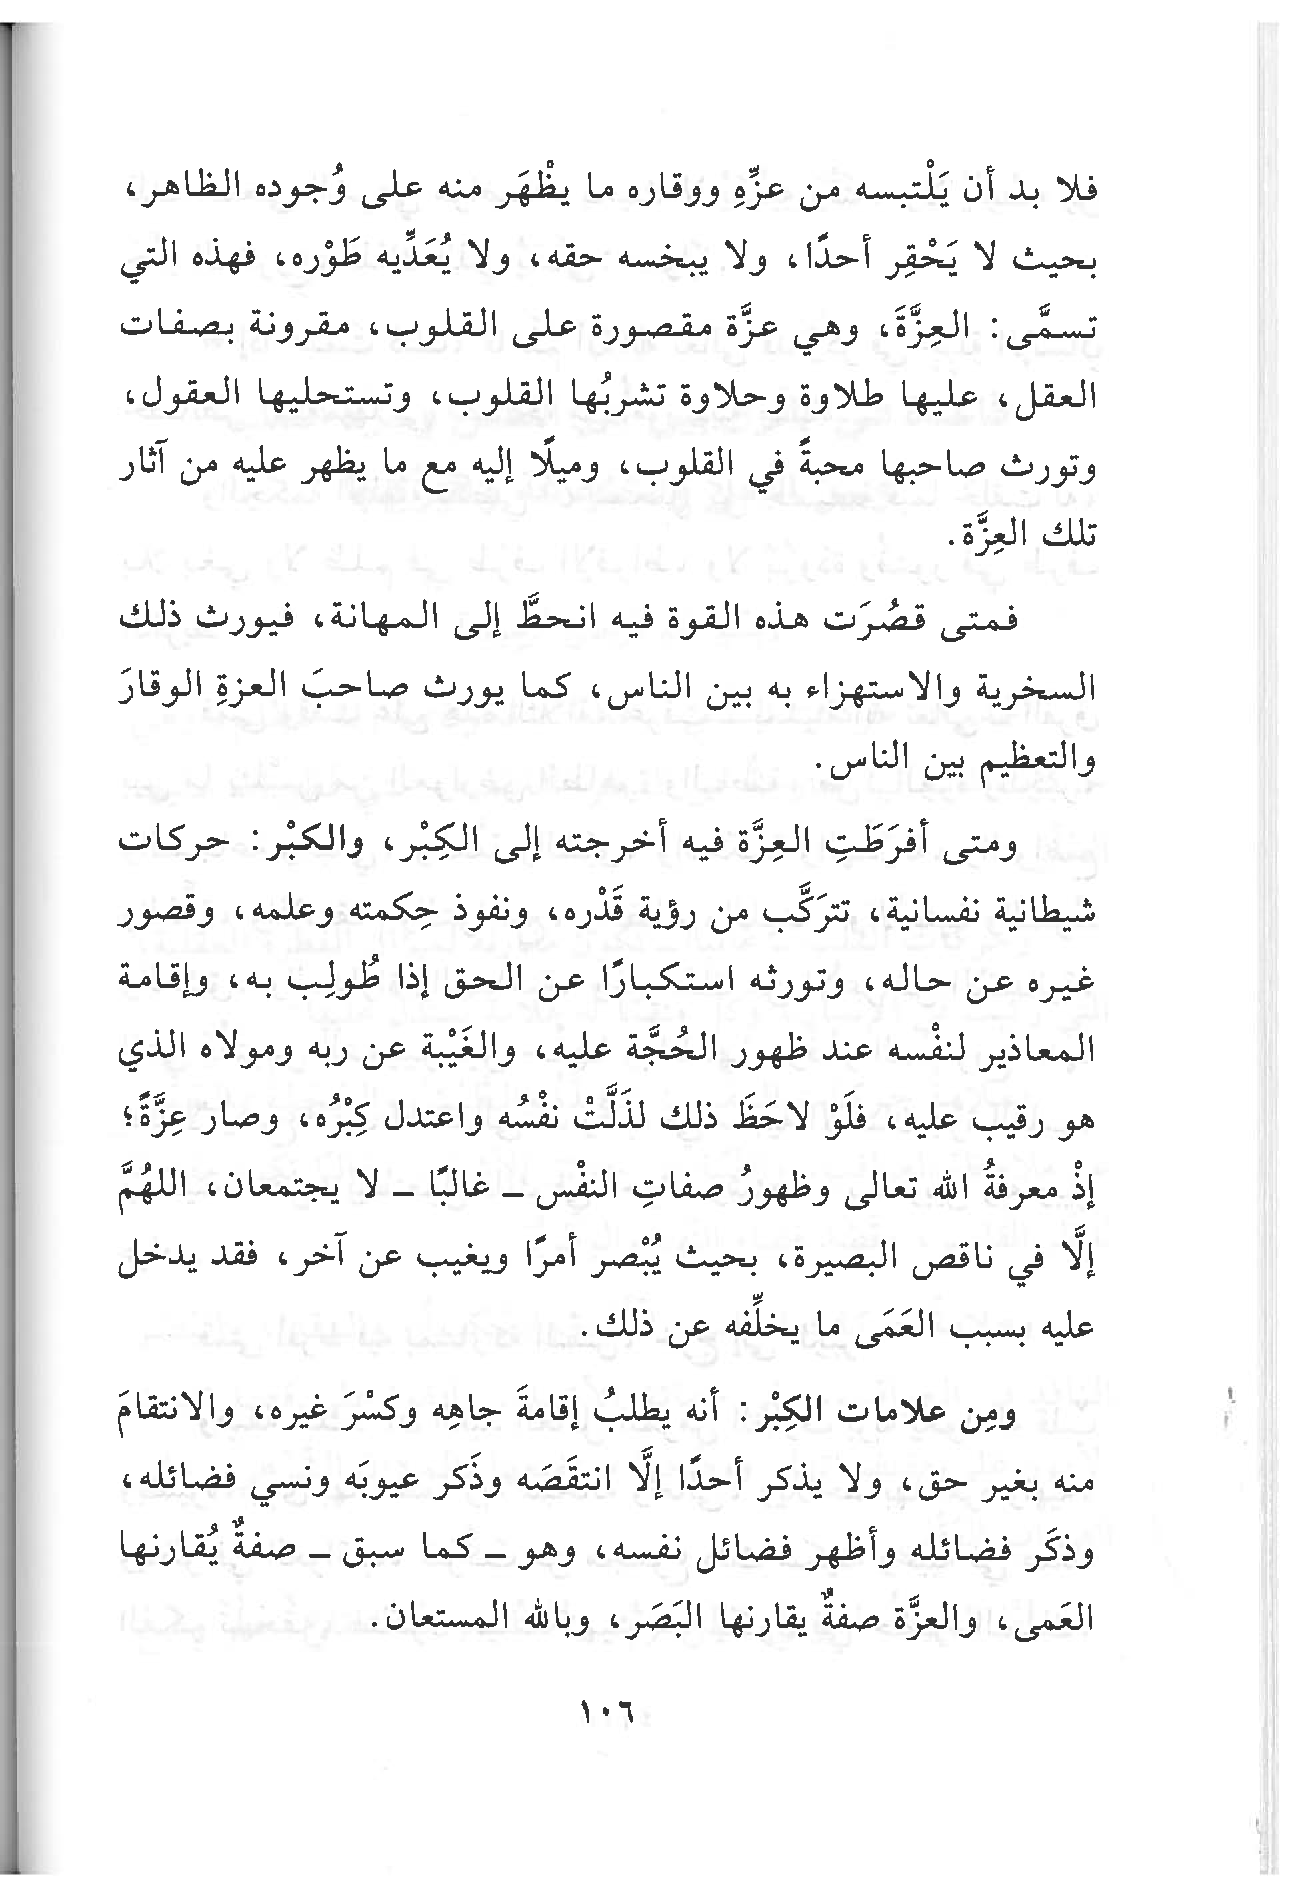 فلا بد أن يَلْتبسه من عزِّهِ ووقاره ما يظْهَر منه على وُجوده الظاهر،
بحيث لا يَحْقِر أحدًا، ولا يبخسه حقه، ولا يُعَدِّيه طَوْره، فهذه التي
تسمَّى: العِزَّةَ، وهي عزَّة مقصورة على القلوب، مقرونة بصفات
العقل، عليها طلاوة وحلاوة تشربُها القلوب، وتستحليها العقول،
وتورث صاحبها محبةً في القلوب، وميلًا إليه مع ما يظهر عليه من آثار
تلك العِزَّة.
فمتى قصُرَت هذه القوة فيه انحطَّ إلى المهانة، فيورث ذلك
السخرية والاستهزاء به بين الناس، كما يورث صاحبَ العزةِ الوقارَ
والتعظيم بين الناس.
ومتى أفرَطَتِ العِزَّة فيه أخرجته إلى الكِبْر، والكبْر: حركات
شيطانية نفسانية، تترَكَّب من رؤية قَدْره، ونفوذ حِكمته وعلمه، وقصور
غيره عن حاله، وتورثه استكبارًا عن الحق إذا طُولِب به، وإقامة
المعاذير لنفْسه عند ظهور الحُجَّة عليه، والغَيْبة عن ربه ومولاه الذي
هو رقيب عليه، فلَوْ لاحَظَ ذلك لذَلَّتْ نفْسُه واعتدل كِبْرُه، وصار عِزَّةً؛
إذْ معرفةُ الله تعالى وظهورُ صفاتِ النفْس ـ غالبًا ـ لا يجتمعان، اللهُمَّ
إلَّا في ناقص البصيرة، بحيث يُبْصر أمرًا ويغيب عن آخر، فقد يدخل
عليه بسبب العَمَى ما يخلِّفه عن ذلك.
ومِن علامات الكِبْر: أنه يطلبُ إقامةَ جاهِه وكسْرَ غيره، والانتقامَ
منه بغير حق، ولا يذكر أحدًا إلَّا انتقَصَه وذَكر عيوبَه ونسي فضائله،
وذكَر فضائله وأظهر فضائل نفسه، وهو ـ كما سبق ـ صفةٌ يُقارنها
العَمى، والعزَّة صفةٌ يقارنها البَصَر، وبالله المستعان.
١٠٦